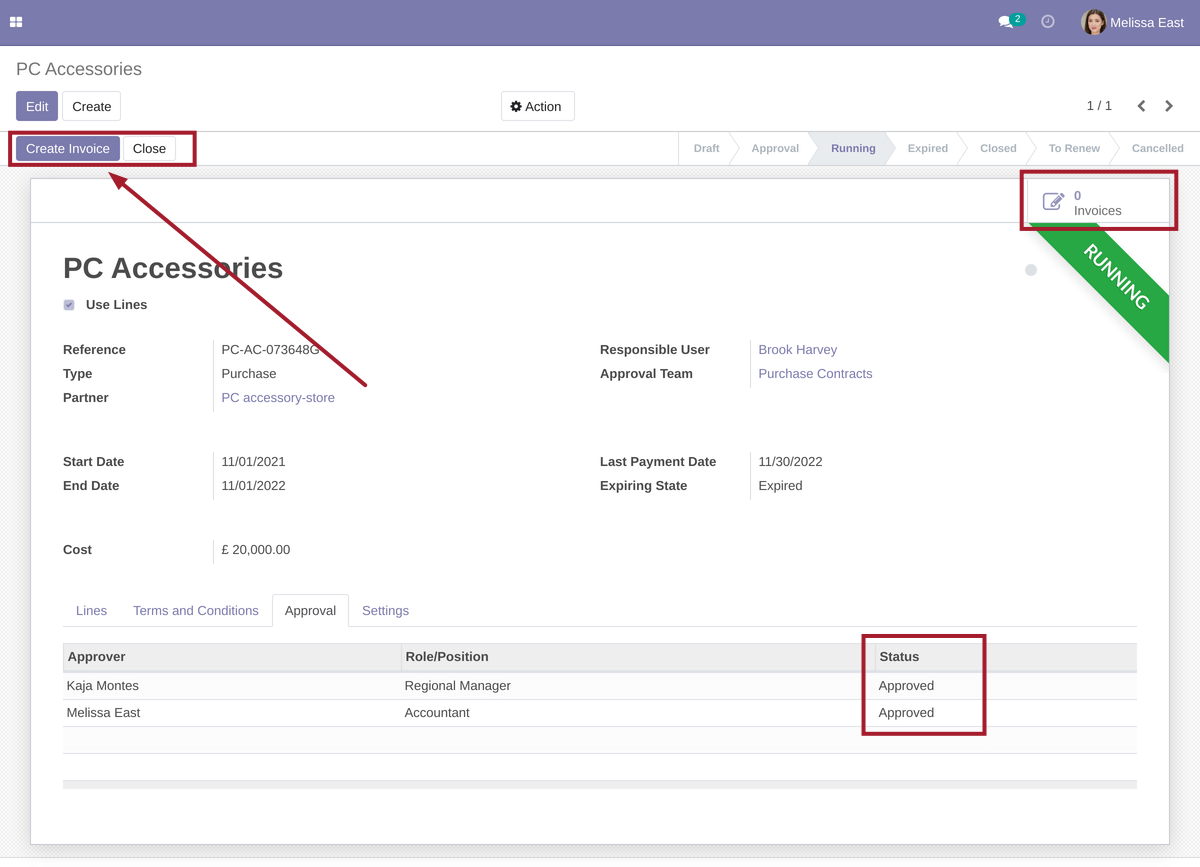 2 Melissa East
PC Accessories
Edit Create Action 1 / 1
Create Invoice Close Draft Approval Running Expired Closed To Renew Cancelled
0
Invoices
RUNNING
PC Accessories
Use Lines
Reference PC-AC-073648G Responsible User Brook Harvey
Type Purchase Approval Team Purchase Contracts
Partner PC accessory-store
Start Date 11/01/2021 Last Payment Date 11/30/2022
End Date 11/01/2022 Expiring State Expired
Cost £ 20,000.00
Lines Terms and Conditions Approval Settings
Approver Role/Position Status
Kaja Montes Regional Manager Approved
Melissa East Accountant Approved